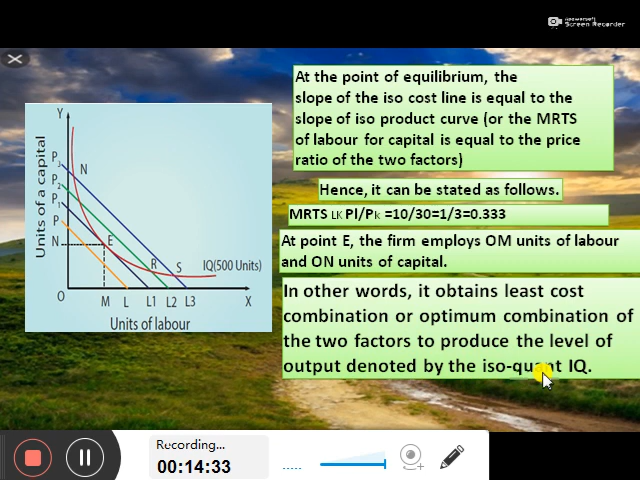 Apowersoft
Screen Recorder
At the point of equilibrium, the
slope of the iso cost line is equal to the
slope of iso product curve (or the MRTS
of labour for capital is equal to the price
ratio of the two factors)
Hence, it can be stated as follows.
MRTS LK Pl/Pk =10/30=1/3=0.333
At point E, the firm employs OM units of labour
and ON units of capital.
In other words, it obtains least cost
combination or optimum combination of
the two factors to produce the level of
output denoted by the iso-quant IQ.
Y
Units of a capital
P3
N
P2
P1
P
N
E
R
S
IQ(500 Units)
O
M
L
L1
L2
L3
X
Units of labour
Recording...
00:14:33